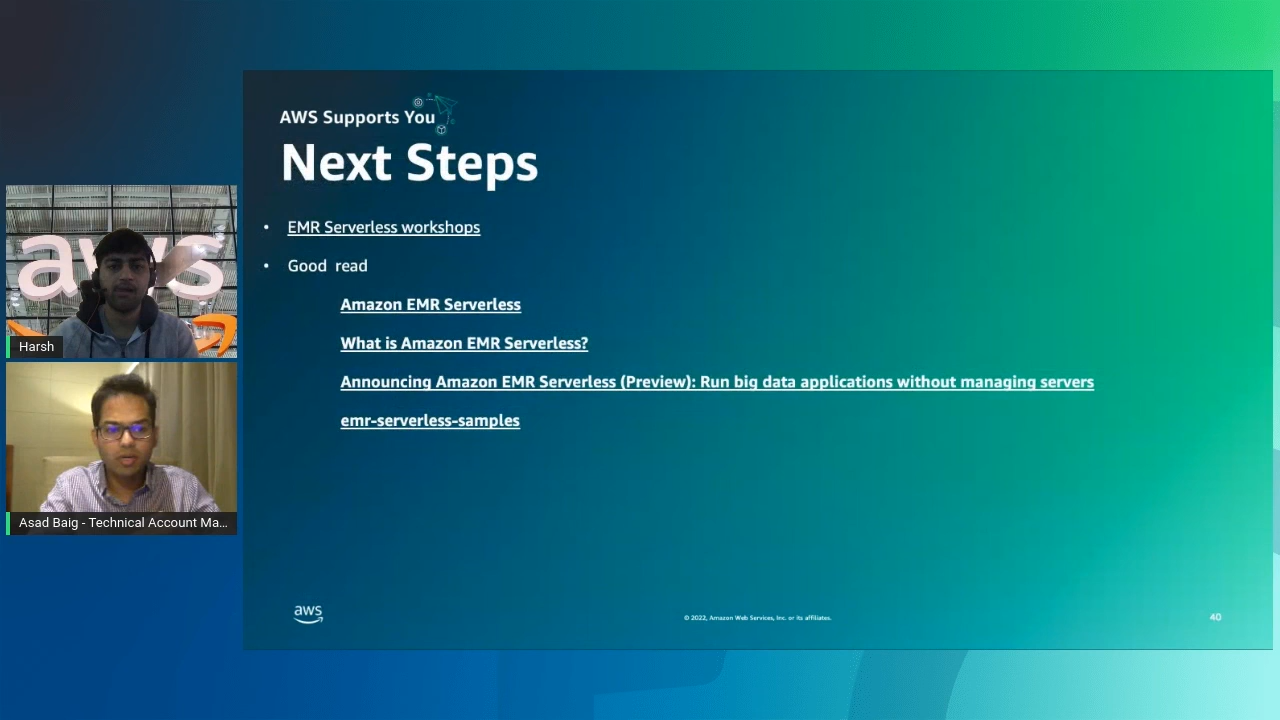 AWS Supports You
Next Steps
• EMR Serverless workshops
• Good read
Amazon EMR Serverless
What is Amazon EMR Serverless?
Announcing Amazon EMR Serverless (Preview): Run big data applications without managing servers
emr-serverless-samples
aws
Harsh
Asad Baig - Technical Account Ma...
aws
© 2022, Amazon Web Services, Inc. or its affiliates.
40